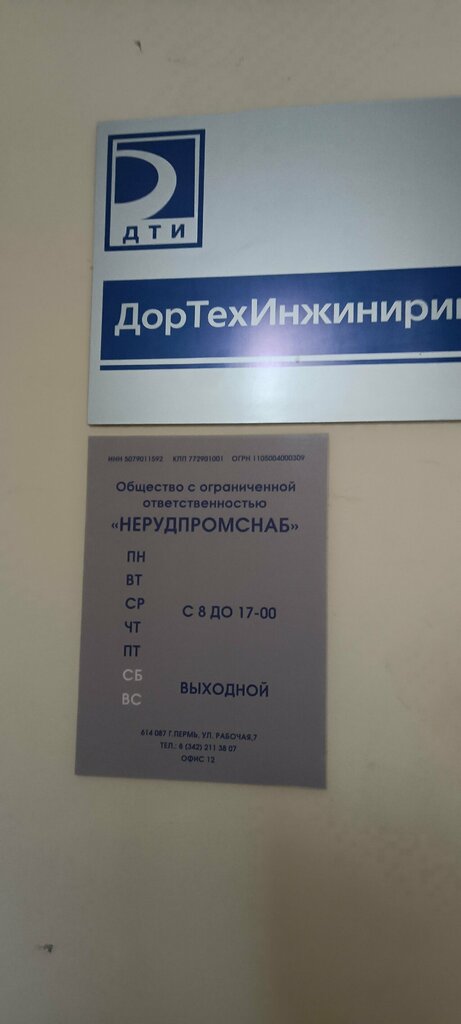 ДТИ
ДорТехИнжинири
ИНН 5079011592 КПП 772901001 ОГРН 1105004000309
Общество с ограниченной
ответственностью
«НЕРУДПРОМСНАБ»
ПН
ВТ
СР
С 8 ДО 17-00
ЧТ
ПТ
СБ
ВЫХОДНОЙ
ВС
614 087 Г.ПЕРМЬ, УЛ. РАБОЧАЯ,7
ТЕЛ.: 8 (342) 211 38 07
ОФИС 12